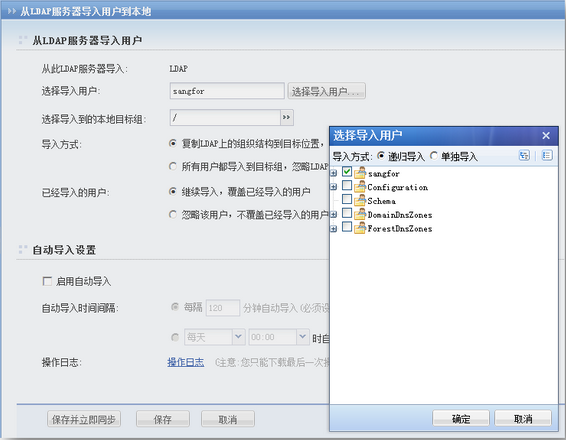 从LDAP服务器导入用户到本地
从LDAP服务器导入用户
从此LDAP服务器导入: LDAP
选择导入用户: sangfor 选择导入用户...
选择导入到的本地目标组: / >>
导入方式: 复制LDAP上的组织结构到目标位置,
所有用户都导入到目标组, 忽略LDAP
已经导入的用户: 继续导入, 覆盖已经导入的用户
忽略该用户, 不覆盖已经导入的用户
自动导入设置
启用自动导入
自动导入时间间隔: 每隔 120 分钟自动导入(必须设
每天 00:00 时自
操作日志: 操作日志 (注意:您只能下载最后一次操
保存并立即同步 保存 取消
选择导入用户
导入方式: 递归导入 单独导入
sangfor
Configuration
Schema
DomainDnsZones
ForestDnsZones
确定 取消